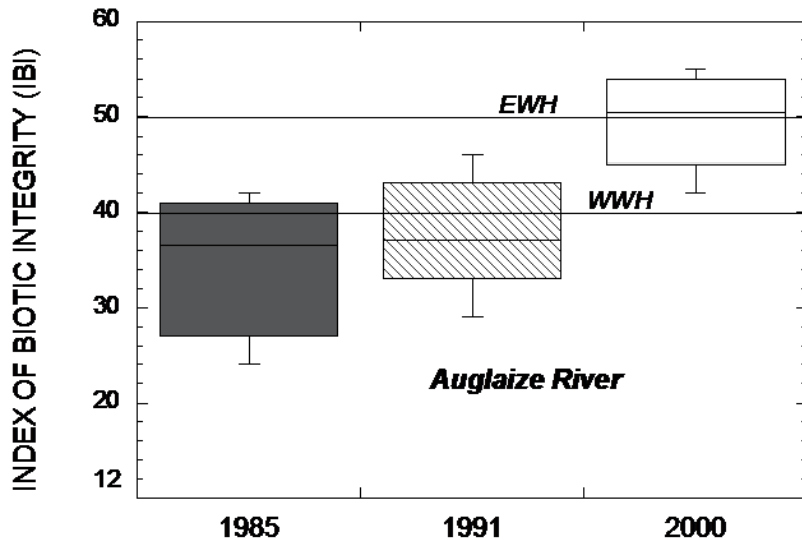 INDEX OF BIOTIC INTEGRITY (IBI)
60
50
40
30
20
12
EWH
WWH
Auglaize River
1985 1991 2000